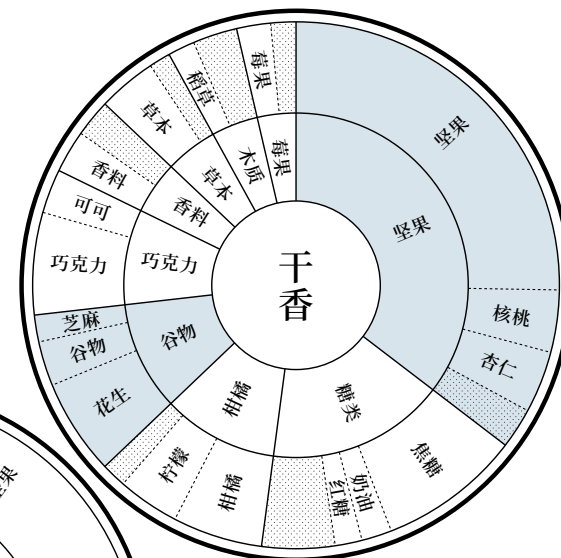 干
香
坚果
糖类
柑橘
谷物
巧克力
香料
草本
木质
莓果
坚果
核桃
杏仁
焦糖
奶油
红糖
柑橘
柠檬
花生
谷物
芝麻
巧克力
可可
香料
草本
稻草
莓果